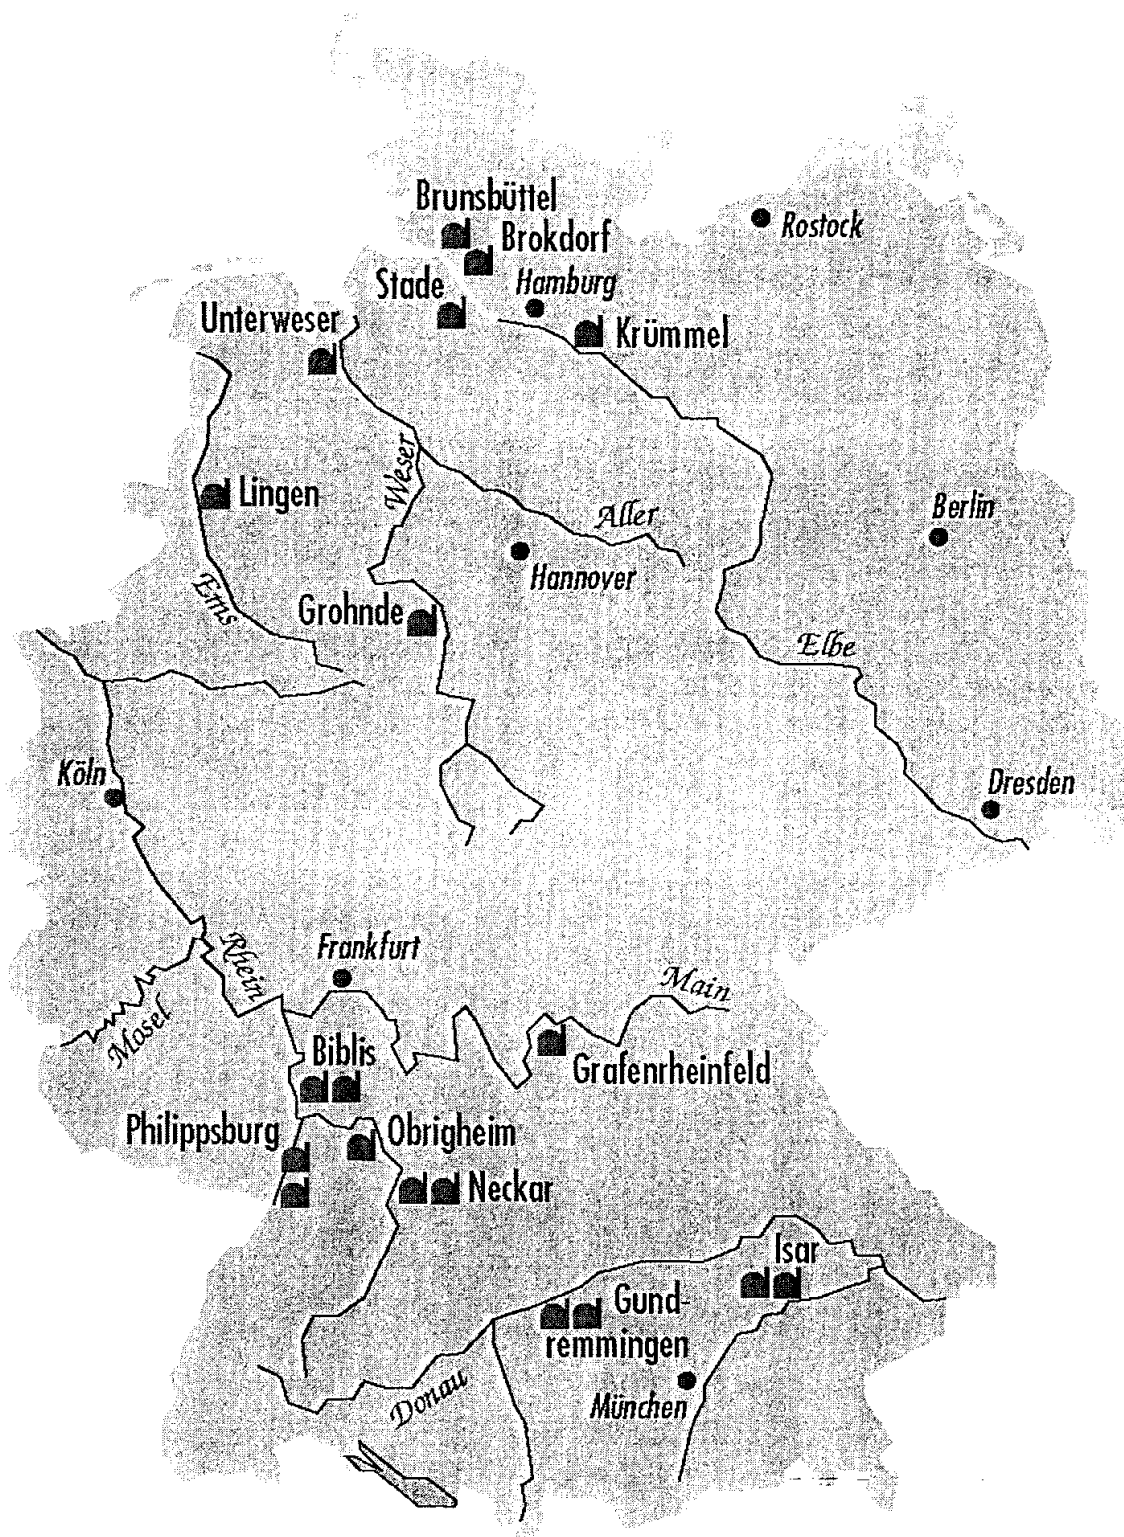 Brunsbüttel
Rostock
Brokdorf
Hamburg
Stade
Unterweser
Krümmel
Weser
Lingen
Aller
Berlin
Hannover
Ems
Grohnde
Elbe
Köln
Dresden
Rhein
Frankfurt
Main
Mosel
Biblis
Grafenrheinfeld
Philippsburg
Obrigheim
Neckar
Isar
Gund-
remmingen
Donau
München